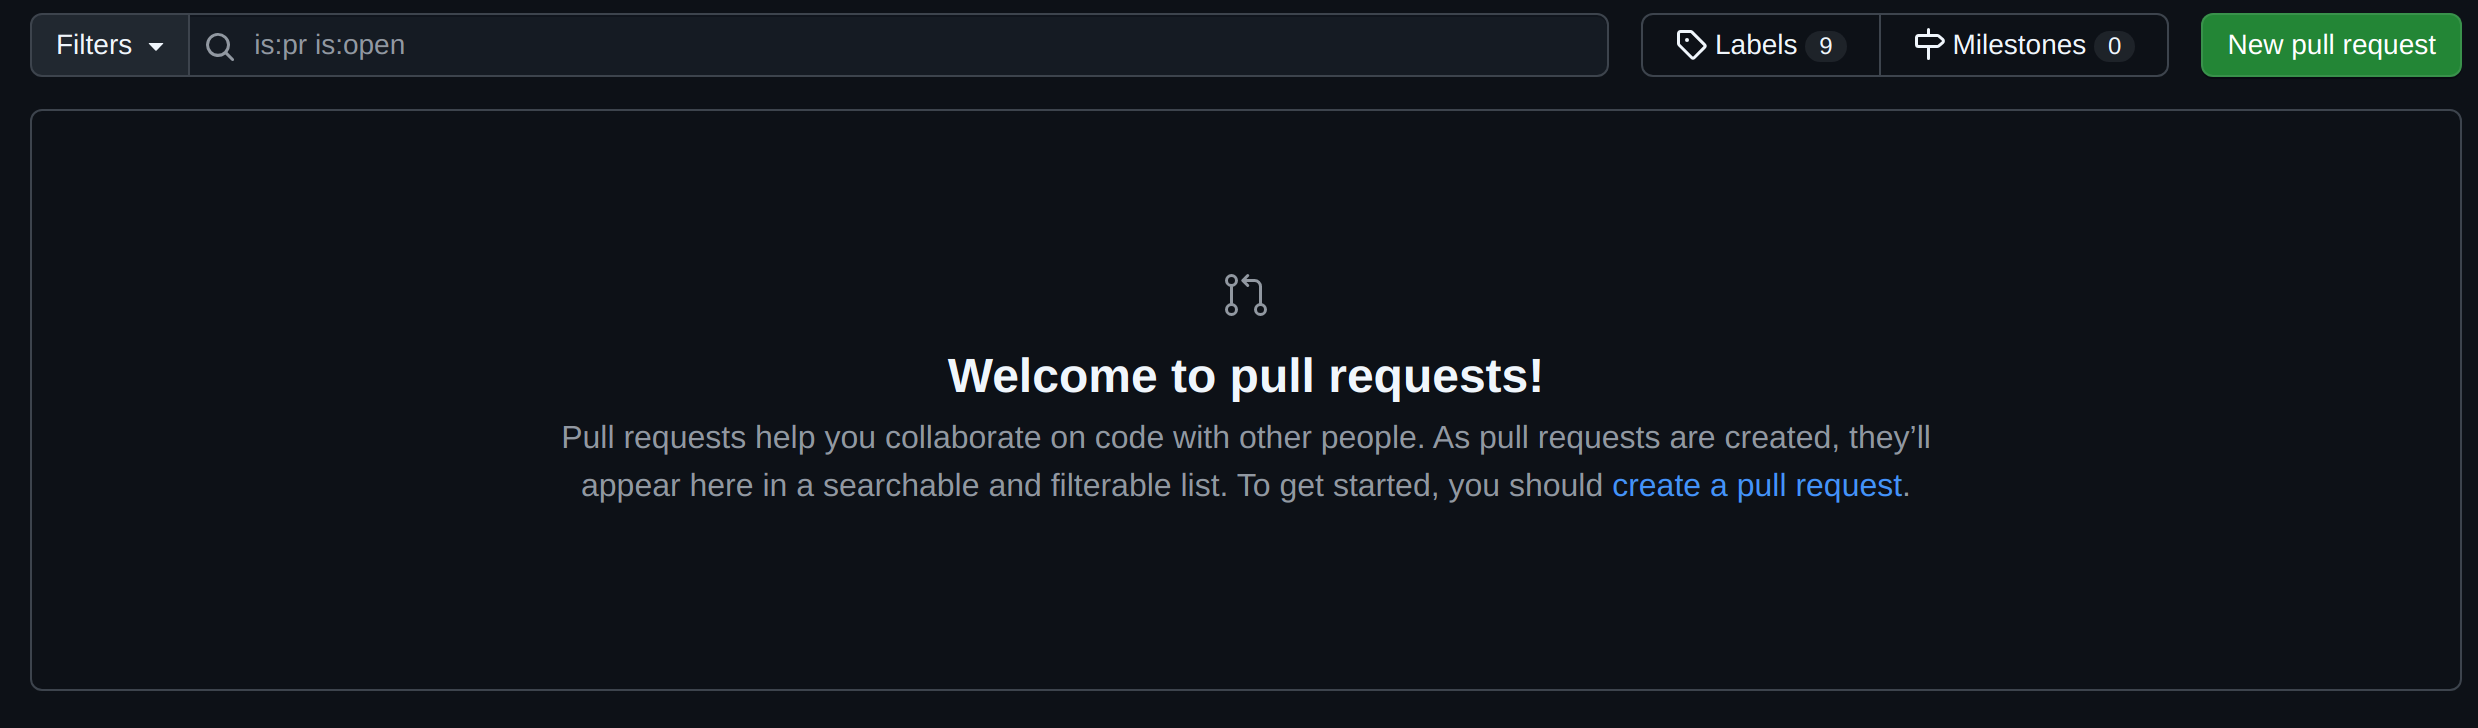 Filters is:pr is:open Labels 9 Milestones 0 New pull request
Welcome to pull requests!
Pull requests help you collaborate on code with other people. As pull requests are created, they’ll
appear here in a searchable and filterable list. To get started, you should create a pull request.